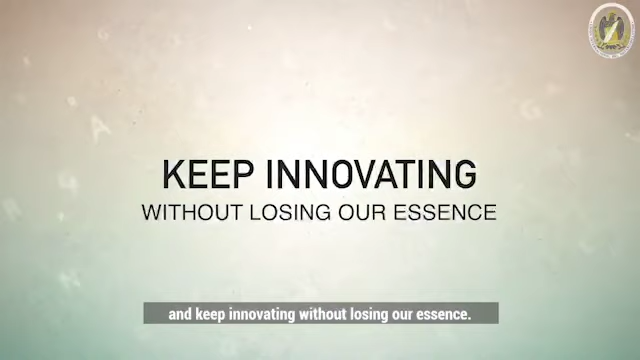 KEEP INNOVATING
WITHOUT LOSING OUR ESSENCE
and keep innovating without losing our essence.